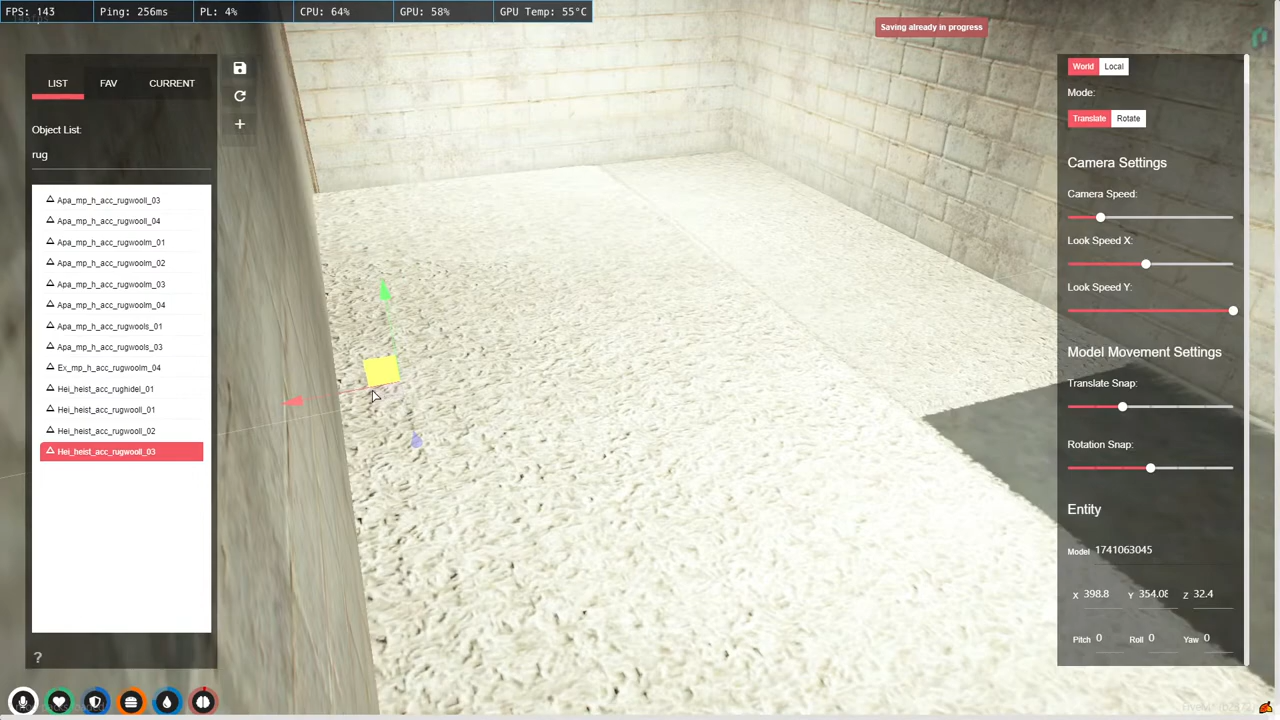 FPS: 143 Ping: 256ms PL: 4% CPU: 64% GPU: 58% GPU Temp: 55°C
Saving already in progress
LIST FAV CURRENT
Object List:
rug
Apa_mp_h_acc_rugwooll_03
Apa_mp_h_acc_rugwooll_04
Apa_mp_h_acc_rugwoolm_01
Apa_mp_h_acc_rugwoolm_02
Apa_mp_h_acc_rugwoolm_03
Apa_mp_h_acc_rugwoolm_04
Apa_mp_h_acc_rugwools_01
Apa_mp_h_acc_rugwools_03
Ex_mp_h_acc_rugwoolm_04
Hei_heist_acc_rughidel_01
Hei_heist_acc_rugwooll_01
Hei_heist_acc_rugwooll_02
Hei_heist_acc_rugwooll_03
?
World Local
Mode:
Translate Rotate
Camera Settings
Camera Speed:
Look Speed X:
Look Speed Y:
Model Movement Settings
Translate Snap:
Rotation Snap:
Entity
Model 1741063045
X 398.8 Y 354.08 Z 32.4
Pitch 0 Roll 0 Yaw 0